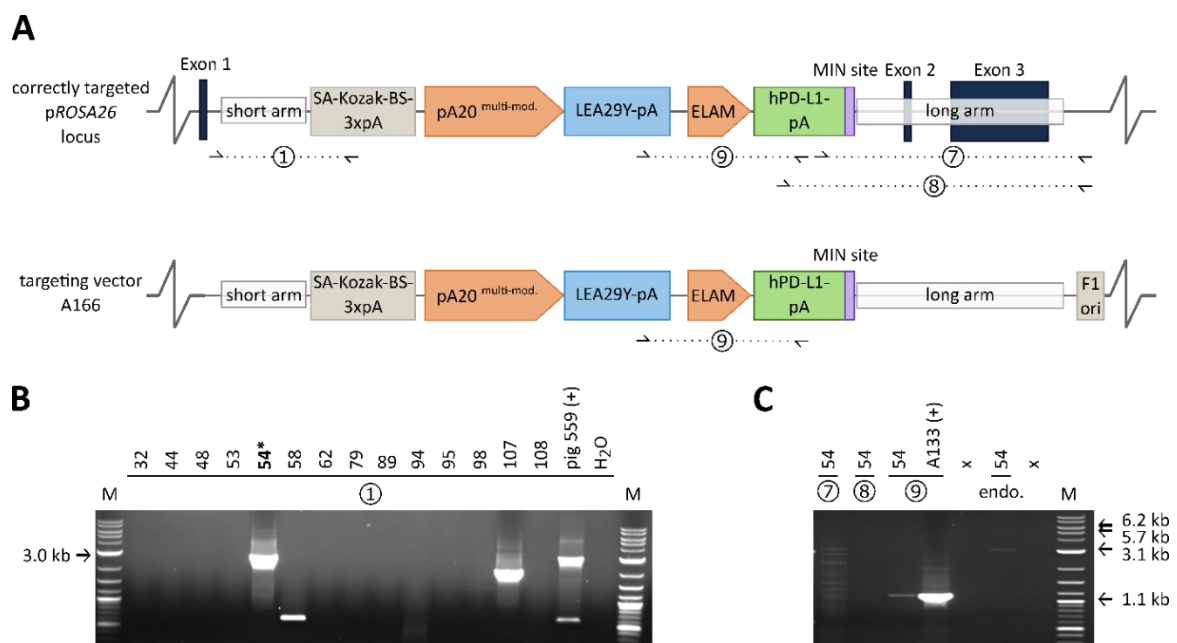 A
correctly targeted
pROSA26
locus
Exon 1
short arm
SA-Kozak-BS-
3xpA
pA20 multi-mod.
LEA29Y-pA
ELAM
hPD-L1-
pA
MIN site
Exon 2
Exon 3
long arm
①
⑨
⑦
⑧
targeting vector
A166
short arm
SA-Kozak-BS-
3xpA
pA20 multi-mod.
LEA29Y-pA
ELAM
hPD-L1-
pA
MIN site
long arm
F1
ori
⑨
B
M
32
44
48
53
54*
58
62
79
89
94
95
98
107
108
pig 559 (+)
H2O
M
①
3.0 kb →
C
54
54
54
A133 (+)
x
54
x
⑦
⑧
⑨
endo.
M
← 6.2 kb
← 5.7 kb
← 3.1 kb
← 1.1 kb